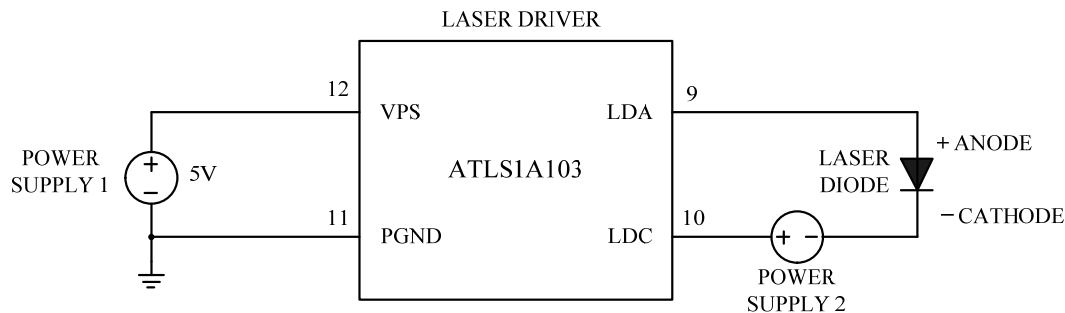 LASER DRIVER
12
VPS
LDA
9
+ ANODE
POWER
SUPPLY 1
+
5V
−
ATLS1A103
LASER
DIODE
11
PGND
LDC
10
− CATHODE
+ −
POWER
SUPPLY 2